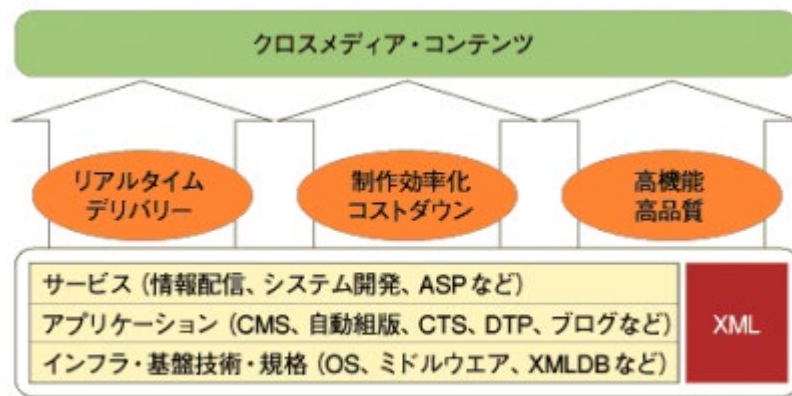 クロスメディア・コンテンツ
リアルタイム
デリバリー
制作効率化
コストダウン
高機能
高品質
サービス（情報配信、システム開発、ASPなど）
アプリケーション（CMS、自動組版、CTS、DTP、ブログなど）
インフラ・基盤技術・規格（OS、ミドルウエア、XMLDBなど）
XML